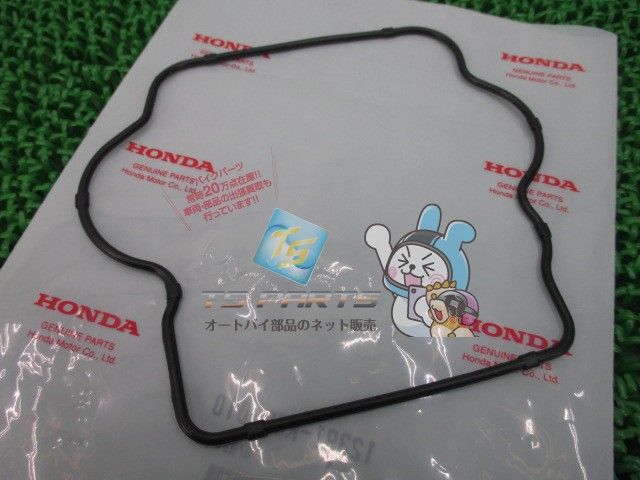 HONDA
GENUINE PARTS
Honda Motor Co., Ltd.
HONDA
GENUINE PARTS
Honda Motor Co., Ltd.
HONDA
GENUINE PARTS
Honda Motor Co., Ltd.
バイクパーツ
常時20万点在庫!!
車両・部品の出張買取も
行っています!!
GENUINE PARTS
Honda Motor Co., Ltd.
TS
TS PARTS
オートバイ部品のネット販売
HONDA
GENUINE PARTS
Honda Motor Co., Ltd.
HONDA
GENUINE PARTS
Honda Motor Co., Ltd.